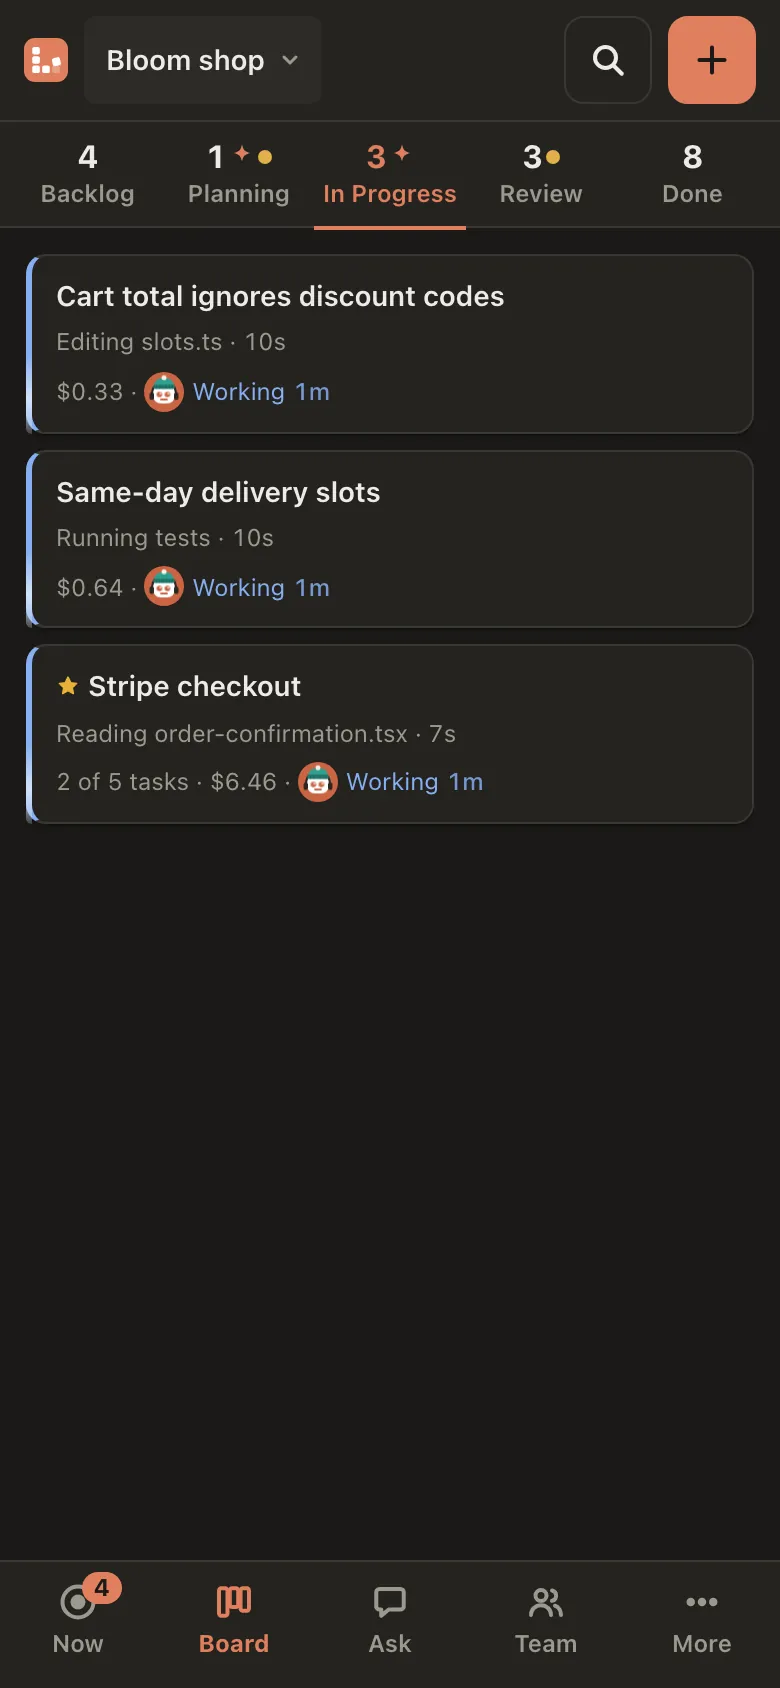 Bloom shop
4 1 3 3 8
Backlog Planning In Progress Review Done
Cart total ignores discount codes
Editing slots.ts · 10s
$0.33 · Working 1m
Same-day delivery slots
Running tests · 10s
$0.64 · Working 1m
Stripe checkout
Reading order-confirmation.tsx · 7s
2 of 5 tasks · $6.46 · Working 1m
4
Now Board Ask Team More